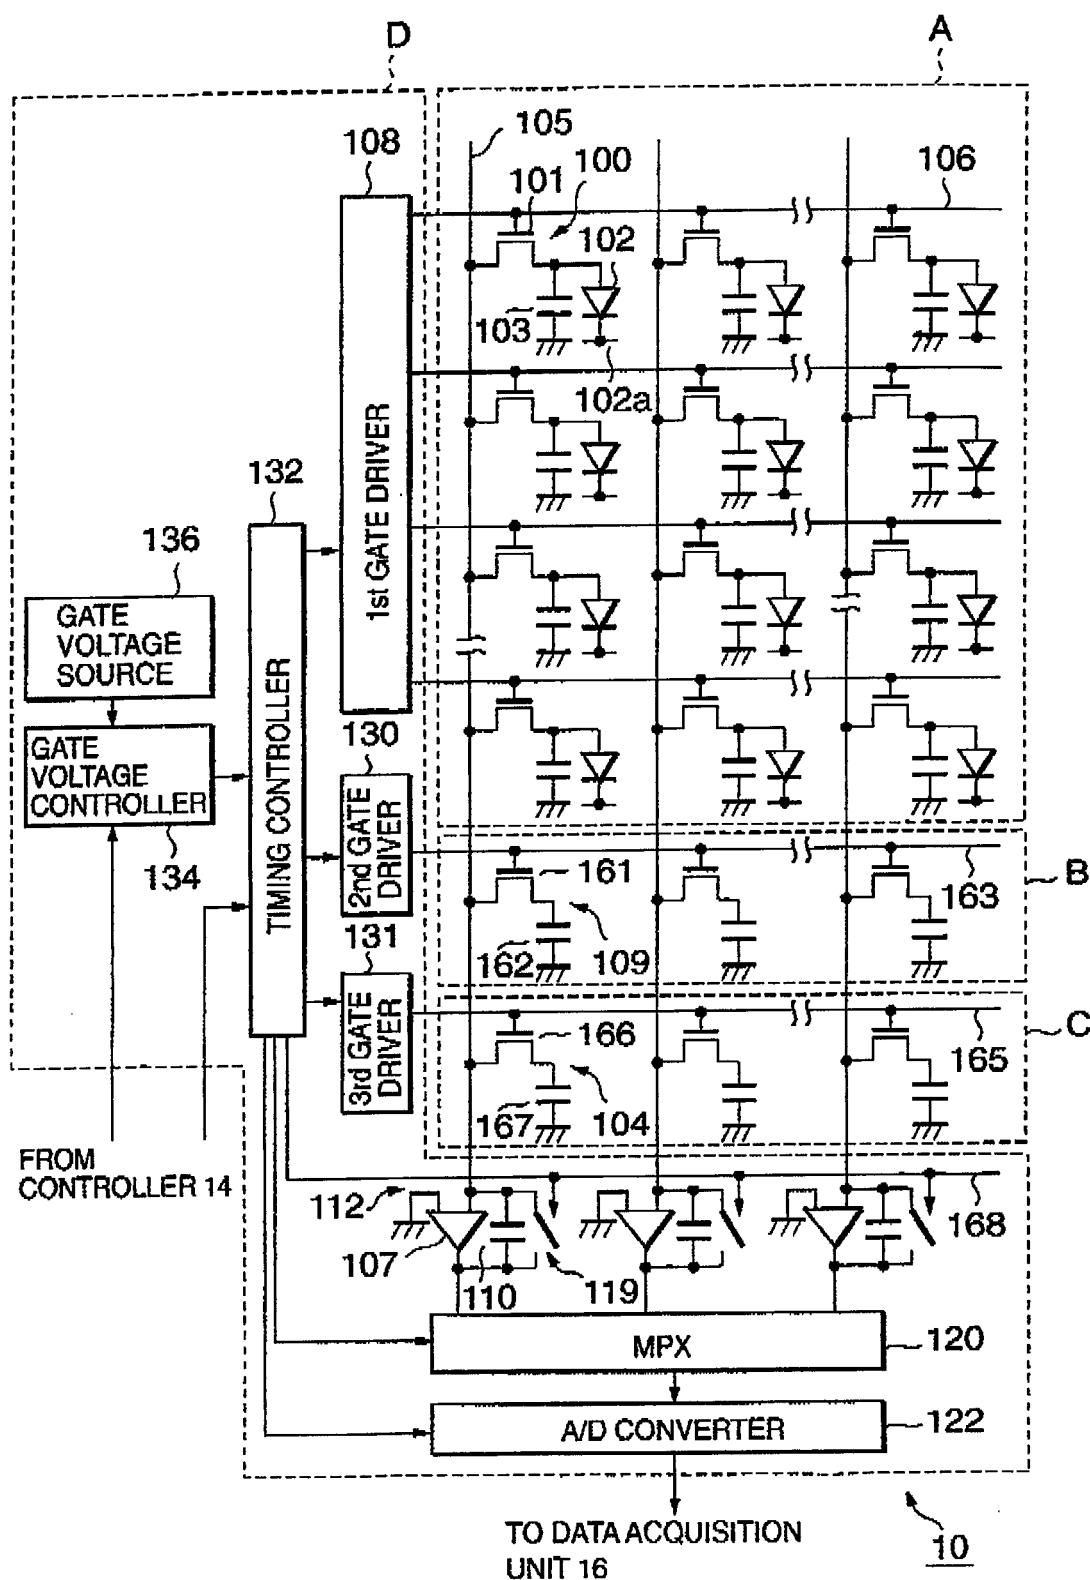 D
A
105
108
100
106
101
102
103
102a
132
1st GATE DRIVER
136
GATE
VOLTAGE
SOURCE
TIMING CONTROLLER
130
GATE
VOLTAGE
CONTROLLER
2nd GATE
DRIVER
134
161
163
B
131
162
109
3rd GATE
DRIVER
166
165
C
167
104
FROM
CONTROLLER 14
112
168
107
110
119
MPX
120
A/D CONVERTER
122
TO DATA ACQUISITION
UNIT 16
10